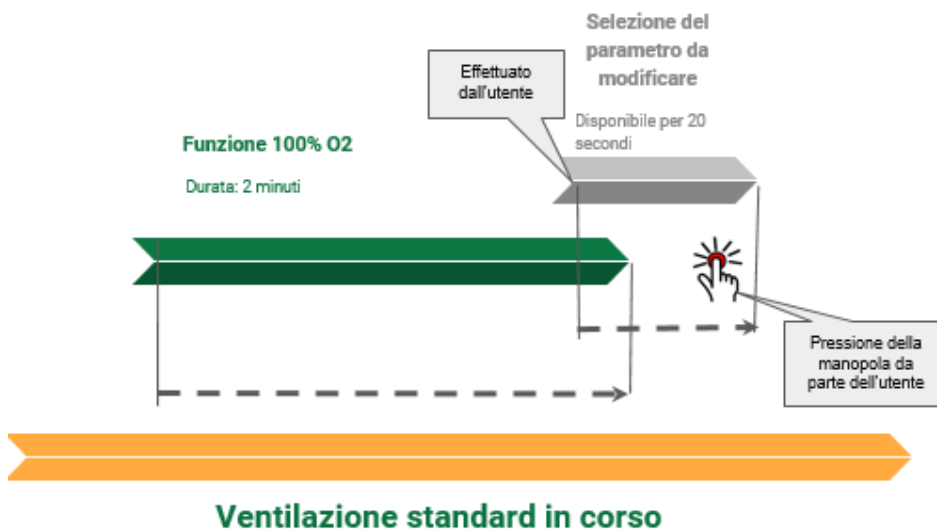 Selezione del
parametro da
modificare
Effettuato
dall'utente
Disponibile per 20
secondi
Funzione 100% O2
Durata: 2 minuti
Pressione della
manopola da
parte dell'utente
Ventilazione standard in corso